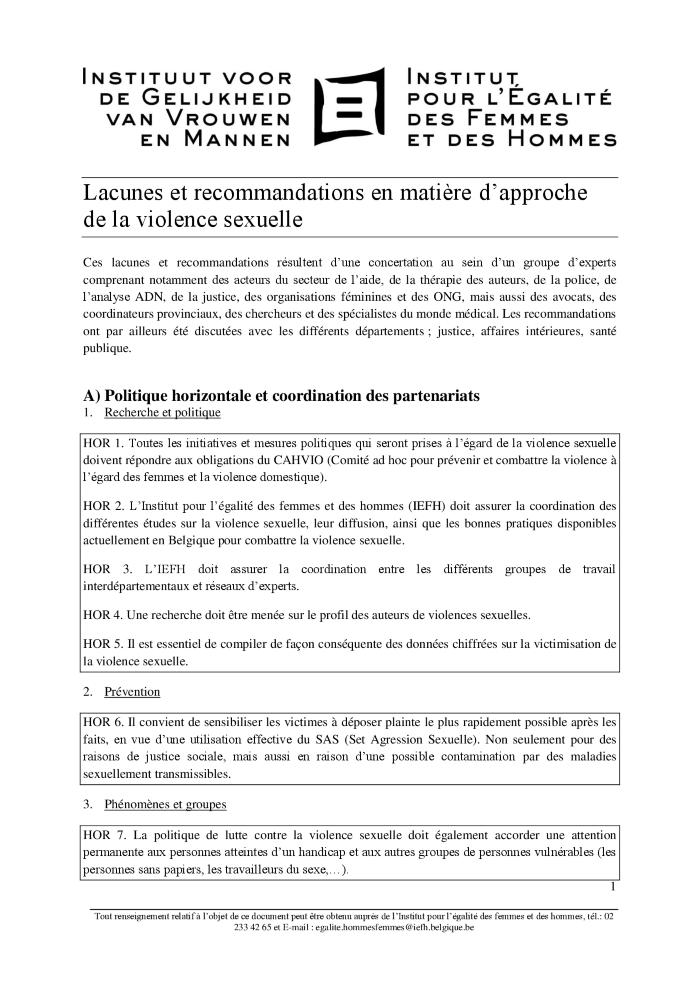 INSTITUUT VOOR
DE GELIJKHEID
VAN VROUWEN
EN MANNEN
INSTITUT
POUR L'ÉGALITÉ
DES FEMMES
ET DES HOMMES
Lacunes et recommandations en matière d'approche
de la violence sexuelle
Ces lacunes et recommandations résultent d'une concertation au sein d'un groupe d'experts
comprenant notamment des acteurs du secteur de l'aide, de la thérapie des auteurs, de la police, de
l'analyse ADN, de la justice, des organisations féminines et des ONG, mais aussi des avocats, des
coordinateurs provinciaux, des chercheurs et des spécialistes du monde médical. Les recommandations
ont par ailleurs été discutées avec les différents départements ; justice, affaires intérieures, santé
publique.
A) Politique horizontale et coordination des partenariats
1. Recherche et politique
HOR 1. Toutes les initiatives et mesures politiques qui seront prises à l'égard de la violence sexuelle
doivent répondre aux obligations du CAHVIO (Comité ad hoc pour prévenir et combattre la violence à
l'égard des femmes et la violence domestique).
HOR 2. L'Institut pour l'égalité des femmes et des hommes (IEFH) doit assurer la coordination des
différentes études sur la violence sexuelle, leur diffusion, ainsi que les bonnes pratiques disponibles
actuellement en Belgique pour combattre la violence sexuelle.
HOR 3. L'IEFH doit assurer la coordination entre les différents groupes de travail
interdépartementaux et réseaux d'experts.
HOR 4. Une recherche doit être menée sur le profil des auteurs de violences sexuelles.
HOR 5. Il est essentiel de compiler de façon conséquente des données chiffrées sur la victimisation de
la violence sexuelle.
2. Prévention
HOR 6. Il convient de sensibiliser les victimes à déposer plainte le plus rapidement possible après les
faits, en vue d'une utilisation effective du SAS (Set Agression Sexuelle). Non seulement pour des
raisons de justice sociale, mais aussi en raison d'une possible contamination par des maladies
sexuellement transmissibles.
3. Phénomènes et groupes
HOR 7. La politique de lutte contre la violence sexuelle doit également accorder une attention
permanente aux personnes atteintes d'un handicap et aux autres groupes de personnes vulnérables (les
personnes sans papiers, les travailleurs du sexe,…).
1
Tout renseignement relatif à l'objet de ce document peut être obtenu auprès de l'Institut pour l'égalité des femmes et des hommes, tél.: 02
233 42 65 et E-mail : egalite.hommesfemmes@iefh.belgique.be